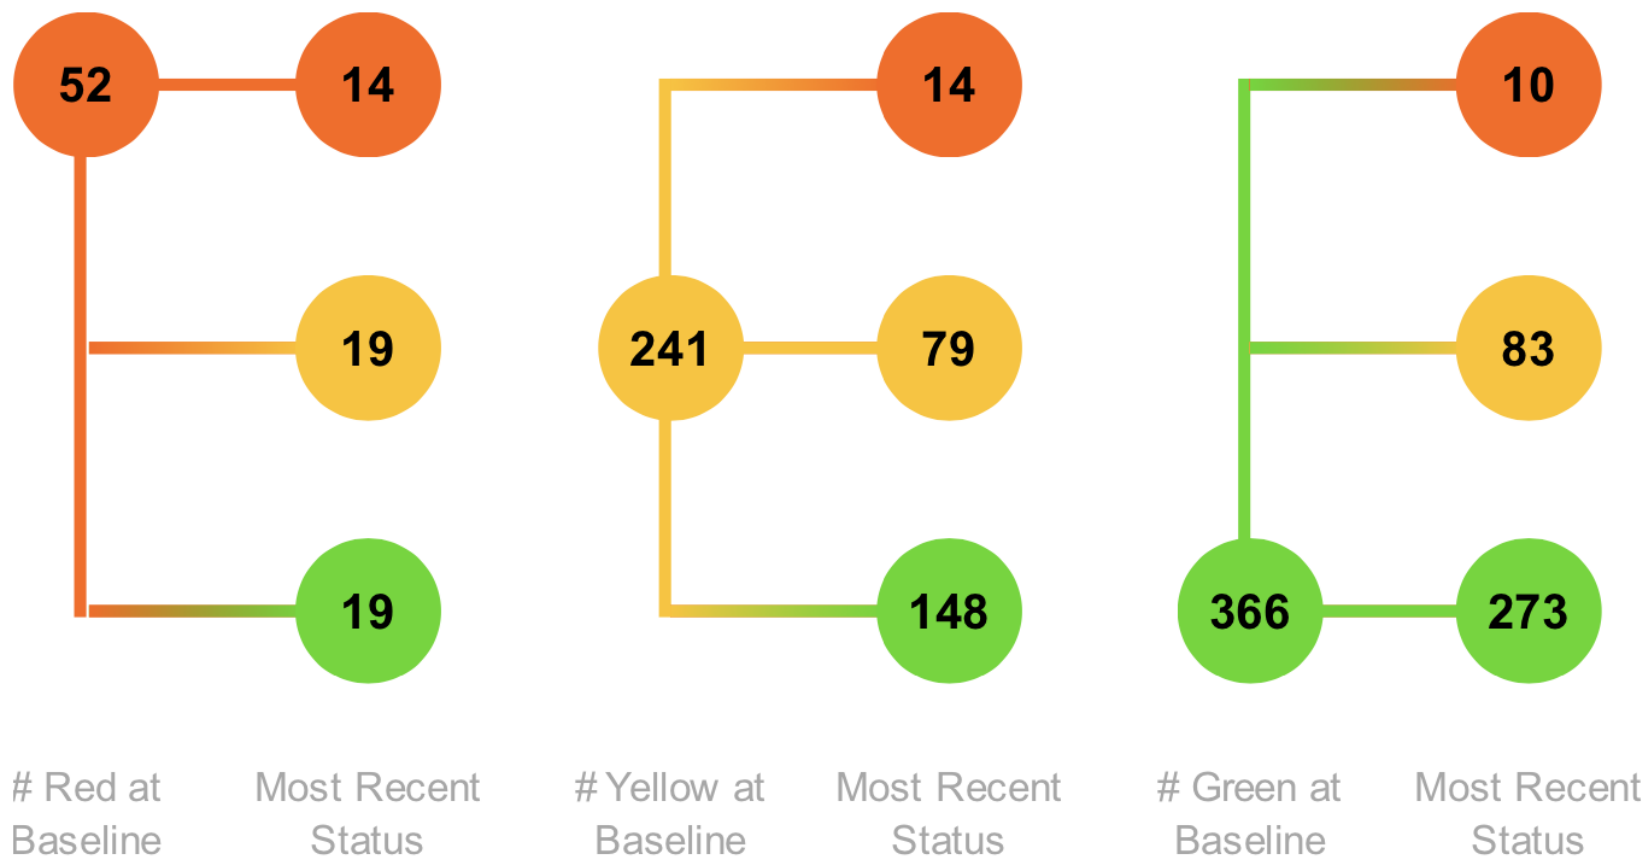 52
14
14
10
19
241
79
83
19
148
366
273
# Red at
Baseline
Most Recent
Status
# Yellow at
Baseline
Most Recent
Status
# Green at
Baseline
Most Recent
Status